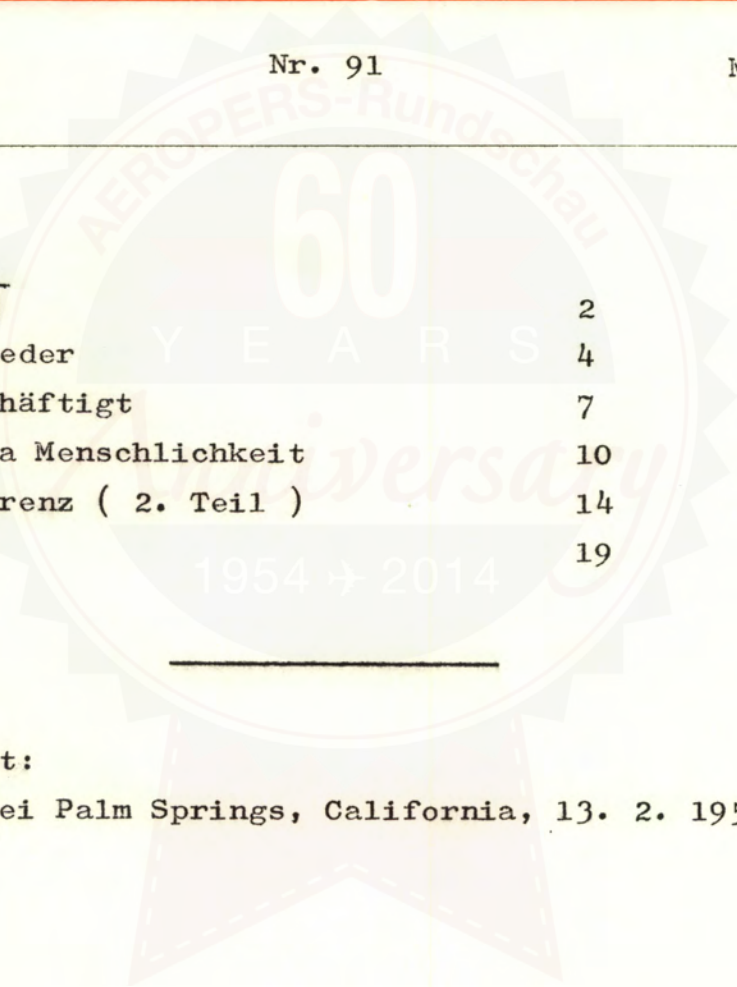 Nr. 91
AEROPERS-Rundschau
60
YEARS
Anniversary
1954 ✈ 2014
2
eder 4
häftigt 7
a Menschlichkeit 10
renz ( 2. Teil ) 14
19
t:
ei Palm Springs, California, 13. 2. 195